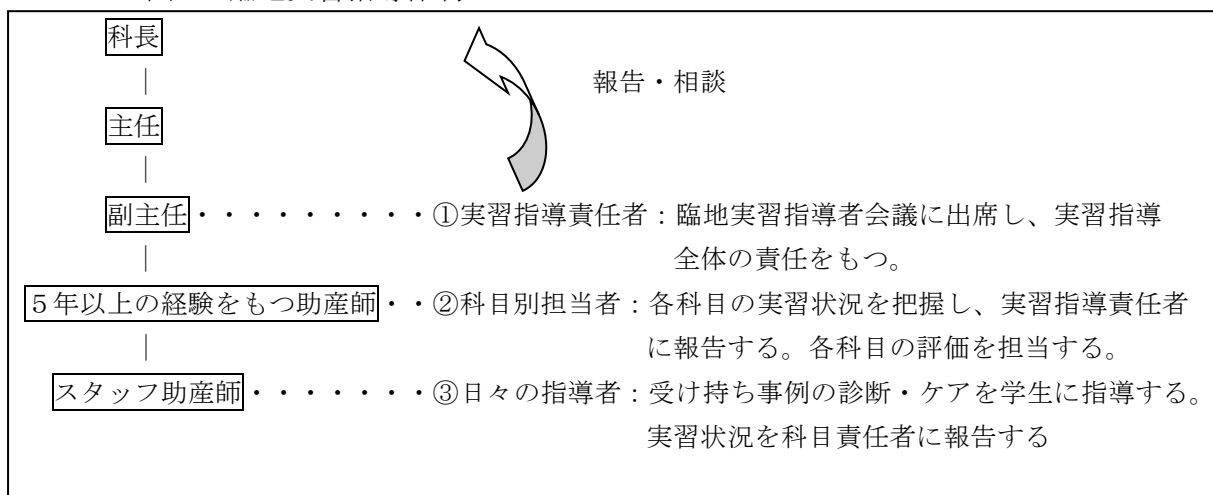 科長
|
報告・相談
主任
|
副主任・・・・・・・・・①実習指導責任者：臨地実習指導者会議に出席し、実習指導
|
全体の責任をもつ。
５年以上の経験をもつ助産師・・②科目別担当者：各科目の実習状況を把握し、実習指導責任者
|
に報告する。各科目の評価を担当する。
スタッフ助産師・・・・・・・③日々の指導者：受け持ち事例の診断・ケアを学生に指導する。
実習状況を科目責任者に報告する